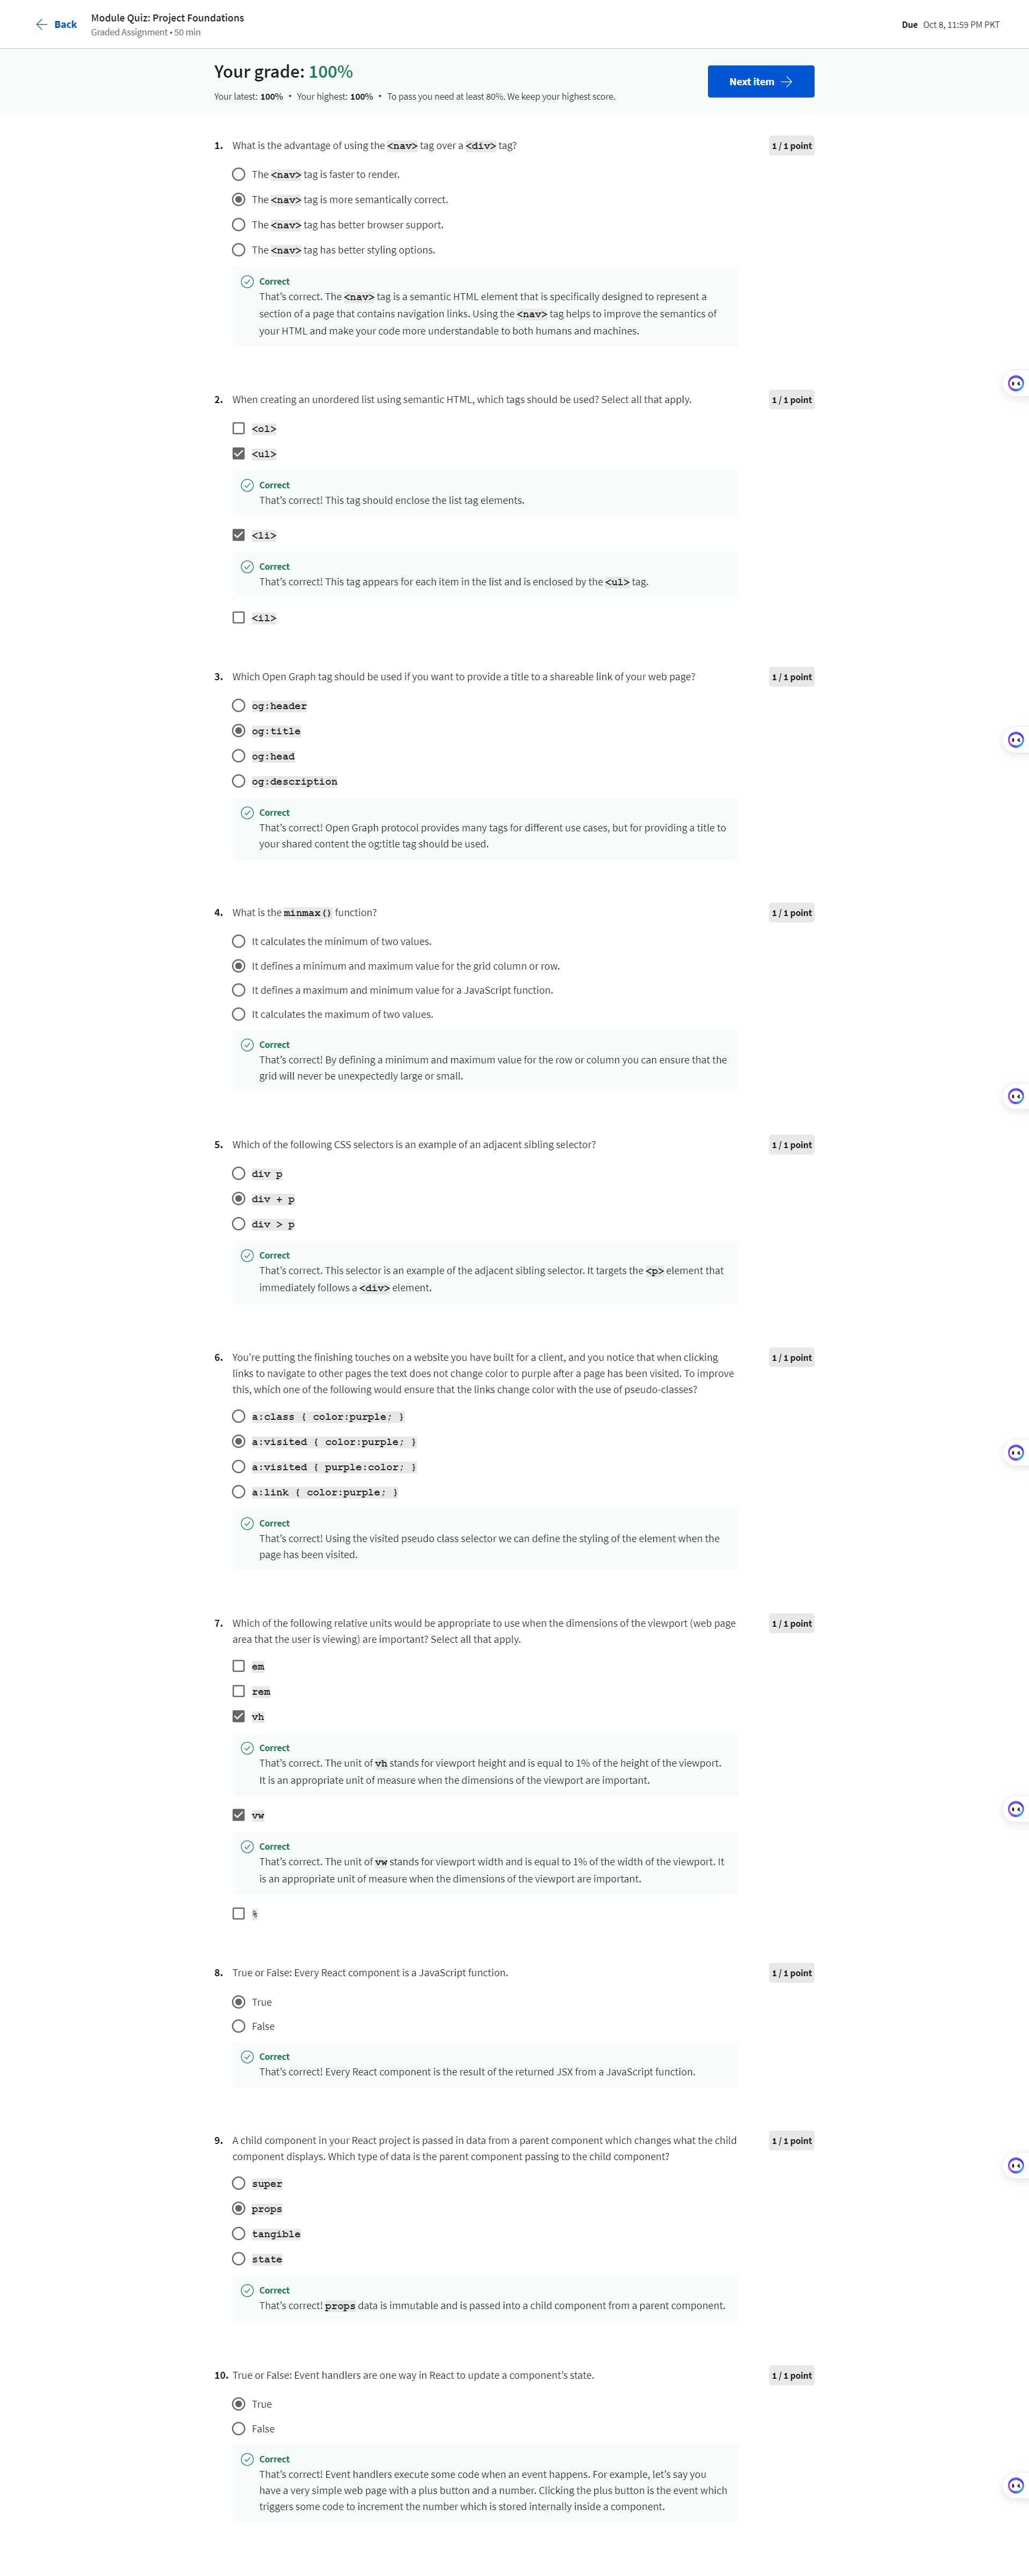 Back
Module Quiz: Project Foundations
Graded Assignment • 50 min
Due Oct 8, 11:59 PM PKT
Your grade: 100%
Your latest: 100% • Your highest: 100% • To pass you need at least 80%. We keep your highest score.
Next item
1. What is the advantage of using the <nav> tag over a <div> tag?
1 / 1 point
The <nav> tag is faster to render.
The <nav> tag is more semantically correct.
The <nav> tag has better browser support.
The <nav> tag has better styling options.
Correct
That's correct. The <nav> tag is a semantic HTML element that is specifically designed to represent a
section of a page that contains navigation links. Using the <nav> tag helps to improve the semantics of
your HTML and make your code more understandable to both humans and machines.
2. When creating an unordered list using semantic HTML, which tags should be used? Select all that apply.
1 / 1 point
<ol>
<ul>
Correct
That's correct! This tag should enclose the list tag elements.
<li>
Correct
That's correct! This tag appears for each item in the list and is enclosed by the <ul> tag.
<il>
3. Which Open Graph tag should be used if you want to provide a title to a shareable link of your web page?
1 / 1 point
og:header
og:title
og:head
og:description
Correct
That's correct! Open Graph protocol provides many tags for different use cases, but for providing a title to
your shared content the og:title tag should be used.
4. What is the minmax() function?
1 / 1 point
It calculates the minimum of two values.
It defines a minimum and maximum value for the grid column or row.
It defines a maximum and minimum value for a JavaScript function.
It calculates the maximum of two values.
Correct
That's correct! By defining a minimum and maximum value for the row or column you can ensure that the
grid will never be unexpectedly large or small.
5. Which of the following CSS selectors is an example of an adjacent sibling selector?
1 / 1 point
div p
div + p
div > p
Correct
That's correct. This selector is an example of the adjacent sibling selector. It targets the <p> element that
immediately follows a <div> element.
6. You're putting the finishing touches on a website you have built for a client, and you notice that when clicking
links to navigate to other pages the text does not change color to purple after a page has been visited. To improve
this, which one of the following would ensure that the links change color with the use of pseudo-classes?
1 / 1 point
a:class { color:purple; }
a:visited { color:purple; }
a:visited { purple:color; }
a:link { color:purple; }
Correct
That's correct! Using the visited pseudo class selector we can define the styling of the element when the
page has been visited.
7. Which of the following relative units would be appropriate to use when the dimensions of the viewport (web page
area that the user is viewing) are important? Select all that apply.
1 / 1 point
em
rem
vh
Correct
That's correct. The unit of vh stands for viewport height and is equal to 1% of the height of the viewport.
It is an appropriate unit of measure when the dimensions of the viewport are important.
vw
Correct
That's correct. The unit of vw stands for viewport width and is equal to 1% of the width of the viewport. It
is an appropriate unit of measure when the dimensions of the viewport are important.
%
8. True or False: Every React component is a JavaScript function.
1 / 1 point
True
False
Correct
That's correct! Every React component is the result of the returned JSX from a JavaScript function.
9. A child component in your React project is passed in data from a parent component which changes what the child
component displays. Which type of data is the parent component passing to the child component?
1 / 1 point
super
props
tangible
state
Correct
That's correct! props data is immutable and is passed into a child component from a parent component.
10. True or False: Event handlers are one way in React to update a component's state.
1 / 1 point
True
False
Correct
That's correct! Event handlers execute some code when an event happens. For example, let's say you
have a very simple web page with a plus button and a number. Clicking the plus button is the event which
triggers some code to increment the number which is stored internally inside a component.